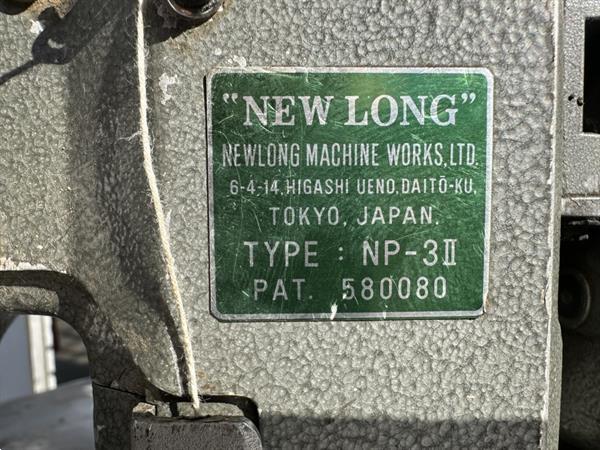 "NEW LONG"
NEWLONG MACHINE WORKS, LTD.
6-4-14, HIGASHI UENO, DAITŌ-KU,
TOKYO, JAPAN.
TYPE : NP-3Ⅱ
PAT. 580080